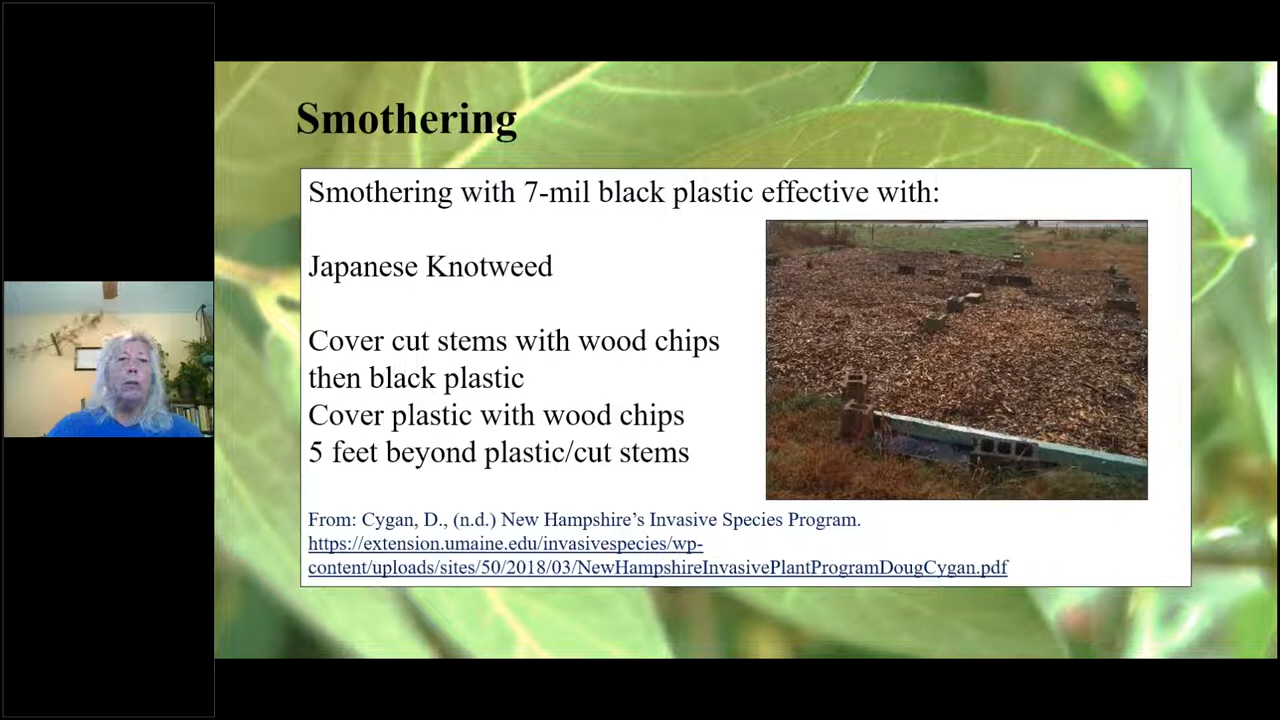 Smothering
Smothering with 7-mil black plastic effective with:
Japanese Knotweed
Cover cut stems with wood chips
then black plastic
Cover plastic with wood chips
5 feet beyond plastic/cut stems
From: Cygan, D., (n.d.) New Hampshire’s Invasive Species Program.
https://extension.umaine.edu/invasivespecies/wp-
content/uploads/sites/50/2018/03/NewHampshireInvasivePlantProgramDougCygan.pdf